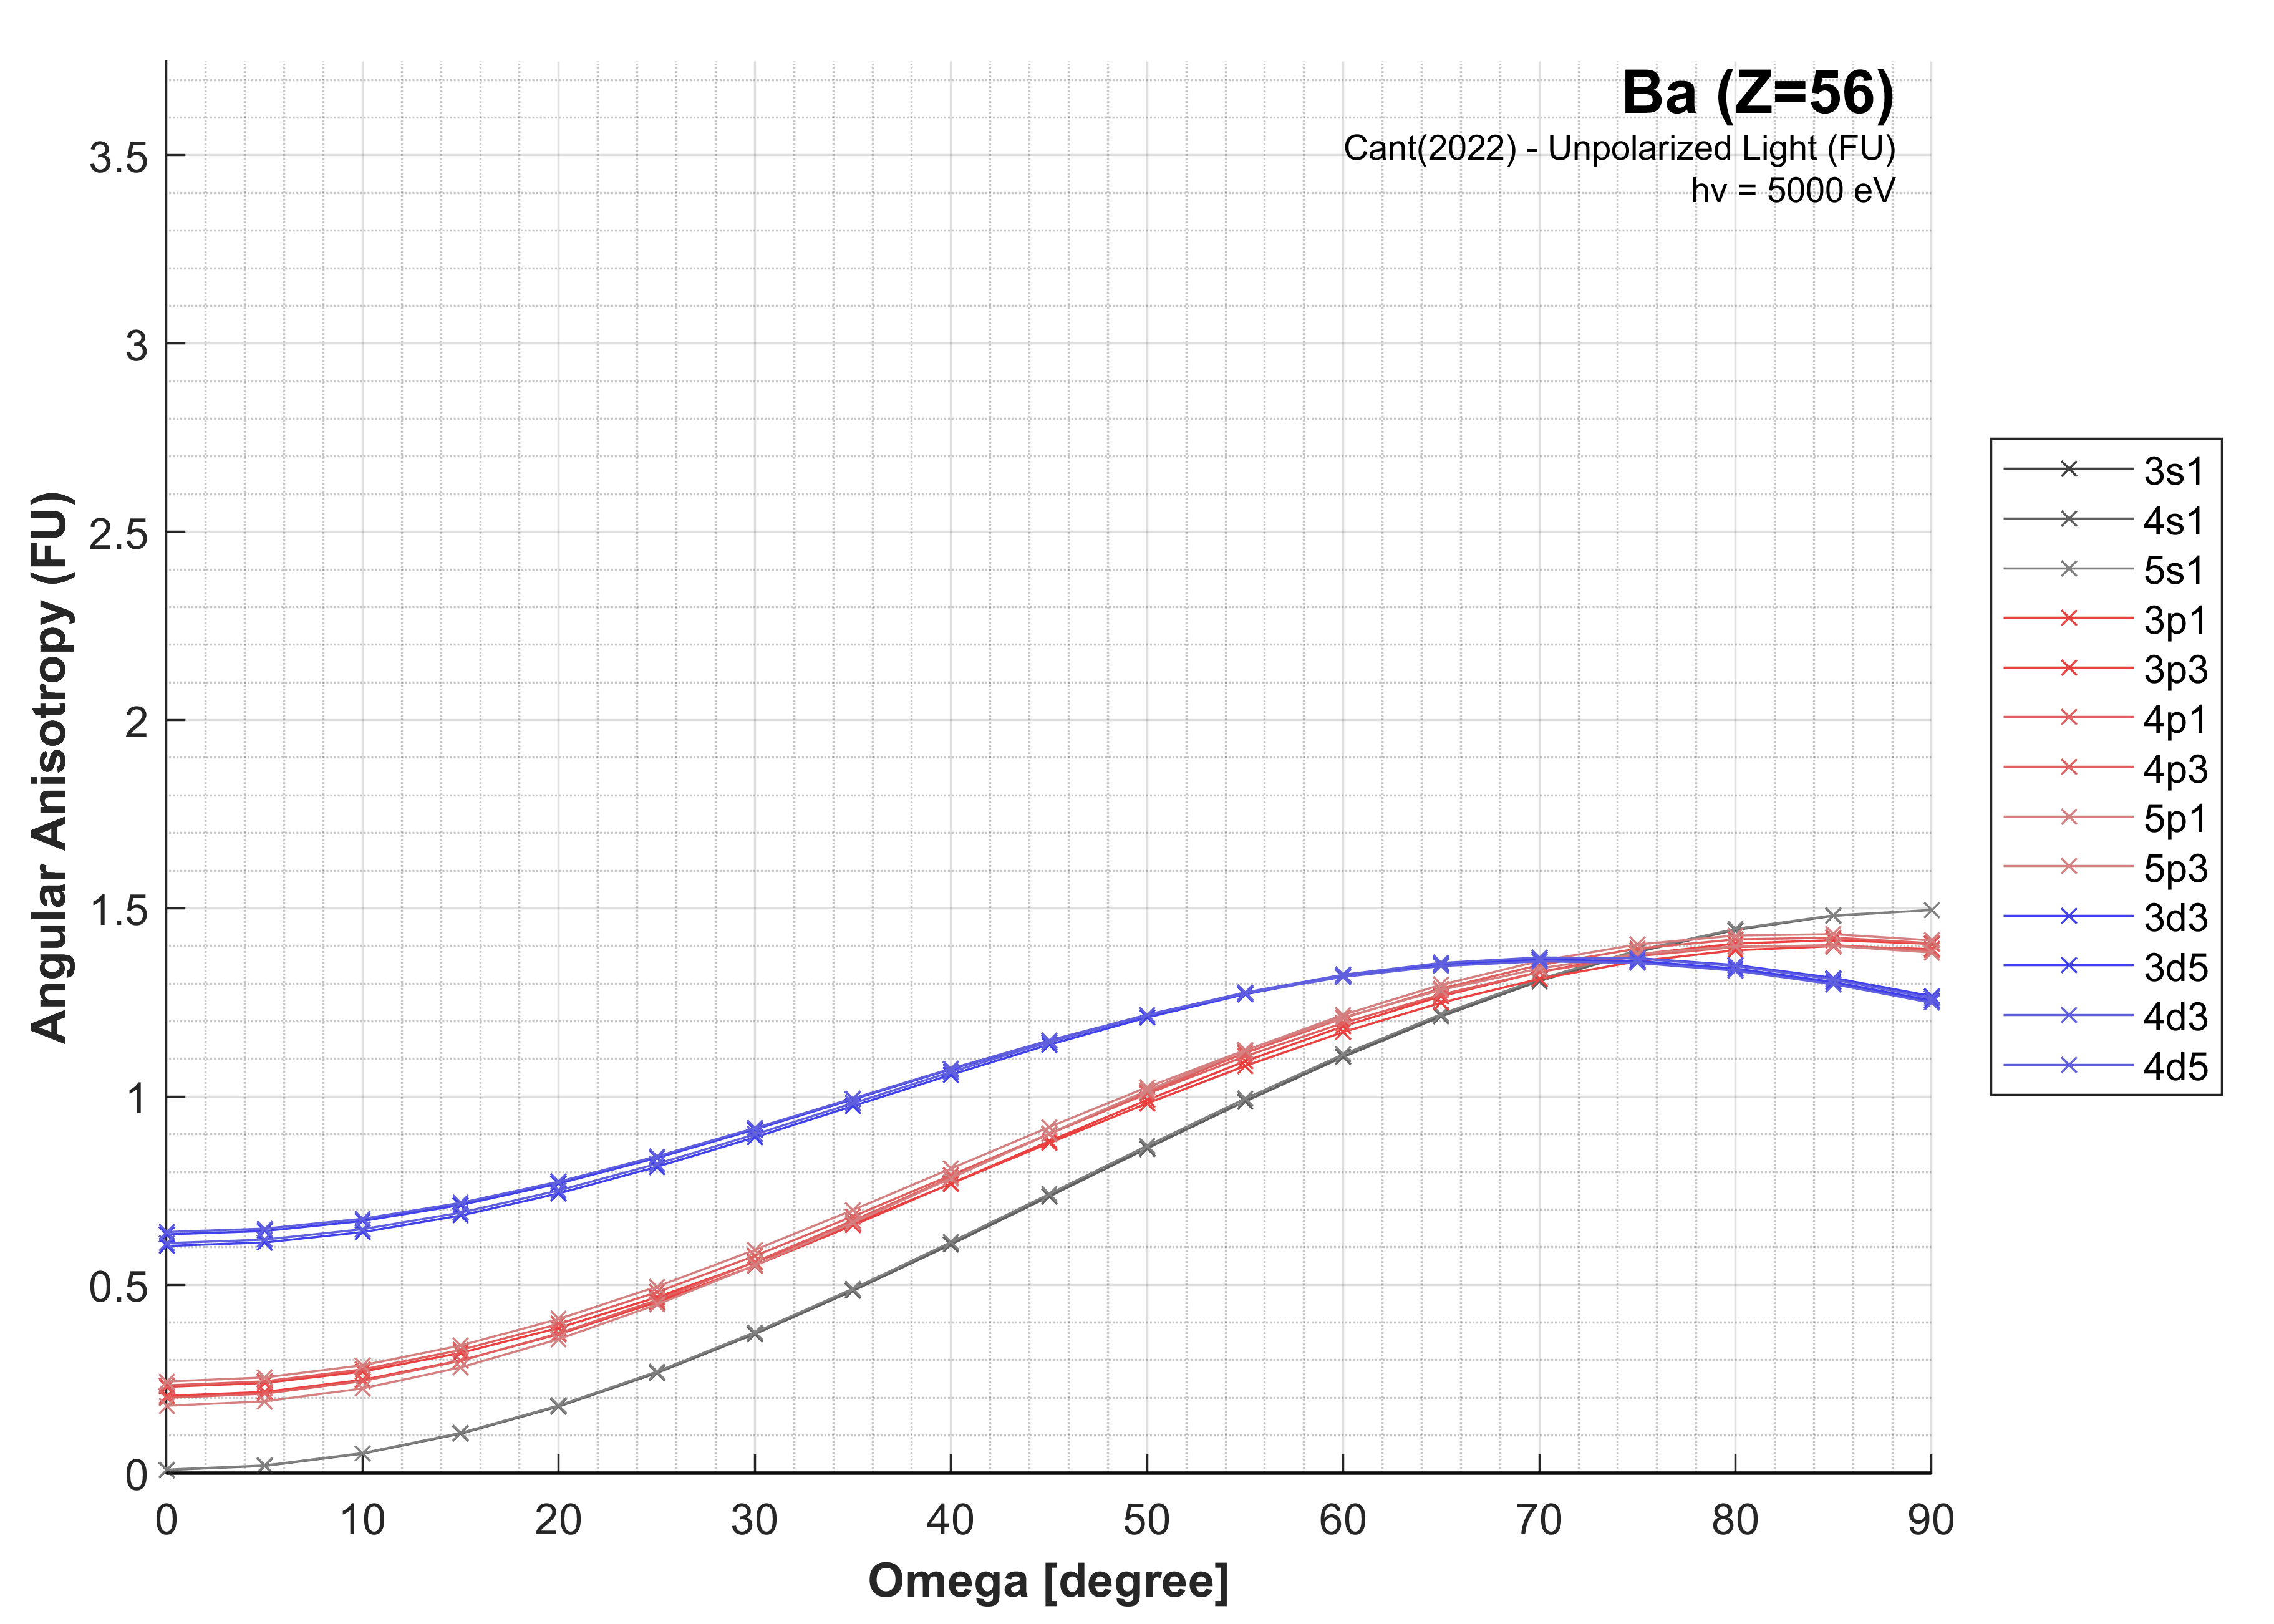 Ba (Z=56)
Cant(2022) - Unpolarized Light (FU)
hν = 5000 eV
Angular Anisotropy (FU)
3.5
3
2.5
2
1.5
1
0.5
0
0 10 20 30 40 50 60 70 80 90
Omega [degree]
3s1
4s1
5s1
3p1
3p3
4p1
4p3
5p1
5p3
3d3
3d5
4d3
4d5